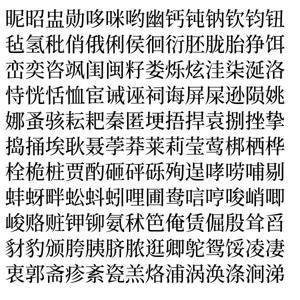 昵昭盅勋哆咪哟幽钙钝钠钦钧钮
毡氢秕俏俄俐侯徊衍胚胧胎狰饵
峦奕咨飒闺闽籽娄烁炫洼柒涎洛
恃恍恬恤宦诫诬祠诲屏屎逊陨姚
娜蚤骇耘耙秦匿埂捂捍袁捌挫挚
捣捅埃耿聂荸莽莱莉莹莺梆栖桦
栓桅桩贾酌砸砰砾殉逞哮唠哺剔
蚌蚜畔蚣蚪蚓哩圃鸯唁哼唆峭唧
峻赂赃钾铆氨秫笆俺赁倔殷耸舀
豺豹颁胯胰脐脓逛卿鸵鸳馁凌凄
衷郭斋疹紊瓷羔烙浦涡涣涤涧涕